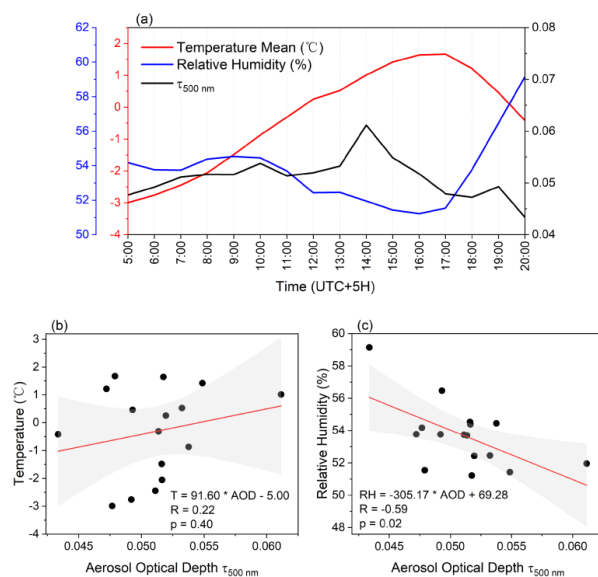 (a)
62
60
58
56
54
52
50
2
1
0
-1
-2
-3
-4
Temperature Mean (℃)
Relative Humidity (%)
τ500 nm
0.08
0.07
0.06
0.05
0.04
5:00 6:00 7:00 8:00 9:00 10:00 11:00 12:00 13:00 14:00 15:00 16:00 17:00 18:00 19:00 20:00
Time (UTC+5H)
(b)
Temperature (℃)
3
2
1
0
-1
-2
-3
-4
T = 91.60 * AOD - 5.00
R = 0.22
p = 0.40
0.045 0.050 0.055 0.060
Aerosol Optical Depth τ500 nm
(c)
Relative Humidity (%)
60
58
56
54
52
50
48
RH = -305.17 * AOD + 69.28
R = -0.59
p = 0.02
0.045 0.050 0.055 0.060
Aerosol Optical Depth τ500 nm